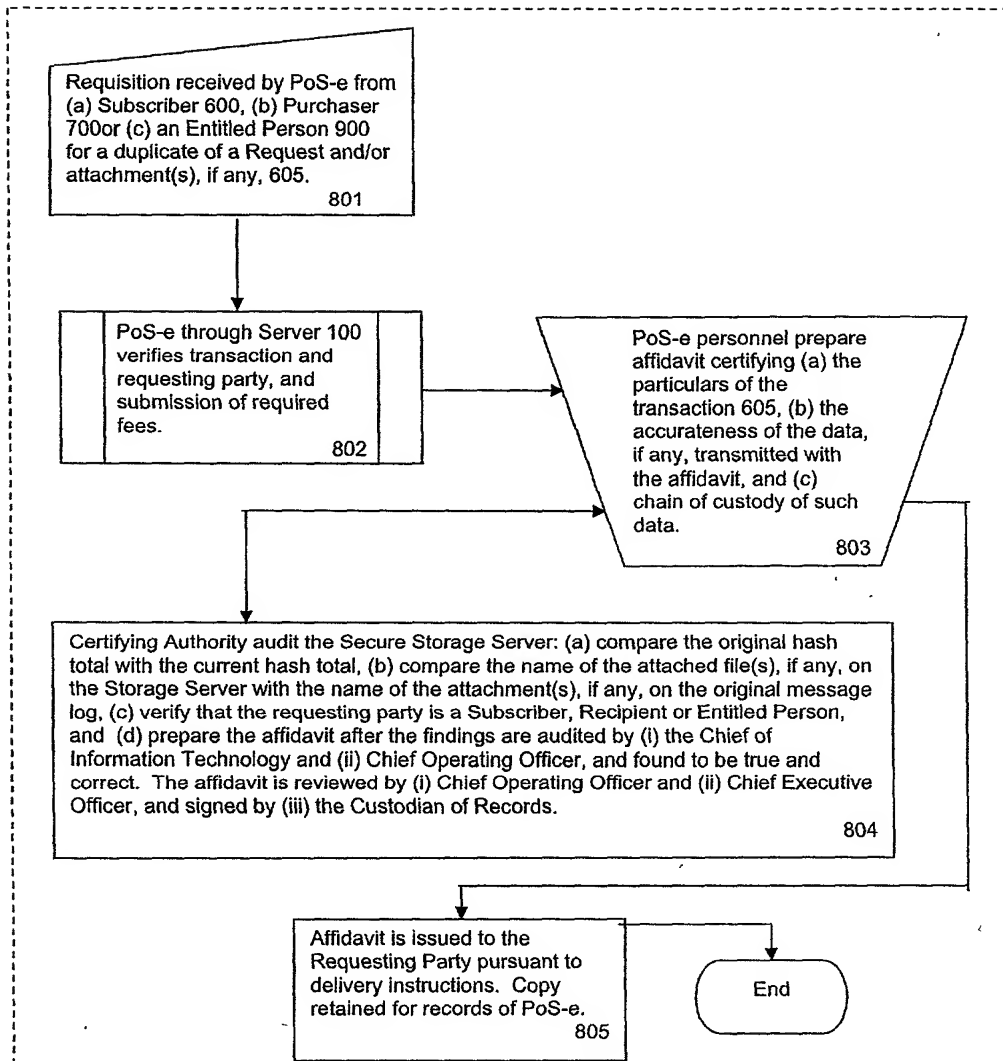 Requisition received by PoS-e from
(a) Subscriber 600, (b) Purchaser
700or (c) an Entitled Person 900
for a duplicate of a Request and/or
attachment(s), if any, 605.
801
PoS-e through Server 100
verifies transaction and
requesting party, and
submission of required
fees.
802
PoS-e personnel prepare
affidavit certifying (a) the
particulars of the
transaction 605, (b) the
accurateness of the data,
if any, transmitted with
the affidavit, and (c)
chain of custody of such
data.
803
Certifying Authority audit the Secure Storage Server: (a) compare the original hash
total with the current hash total, (b) compare the name of the attached file(s), if any, on
the Storage Server with the name of the attachment(s), if any, on the original message
log, (c) verify that the requesting party is a Subscriber, Recipient or Entitled Person,
and (d) prepare the affidavit after the findings are audited by (i) the Chief of
Information Technology and (ii) Chief Operating Officer, and found to be true and
correct. The affidavit is reviewed by (i) Chief Operating Officer and (ii) Chief Executive
Officer, and signed by (iii) the Custodian of Records.
804
Affidavit is issued to the
Requesting Party pursuant to
delivery instructions. Copy
retained for records of PoS-e.
805
End